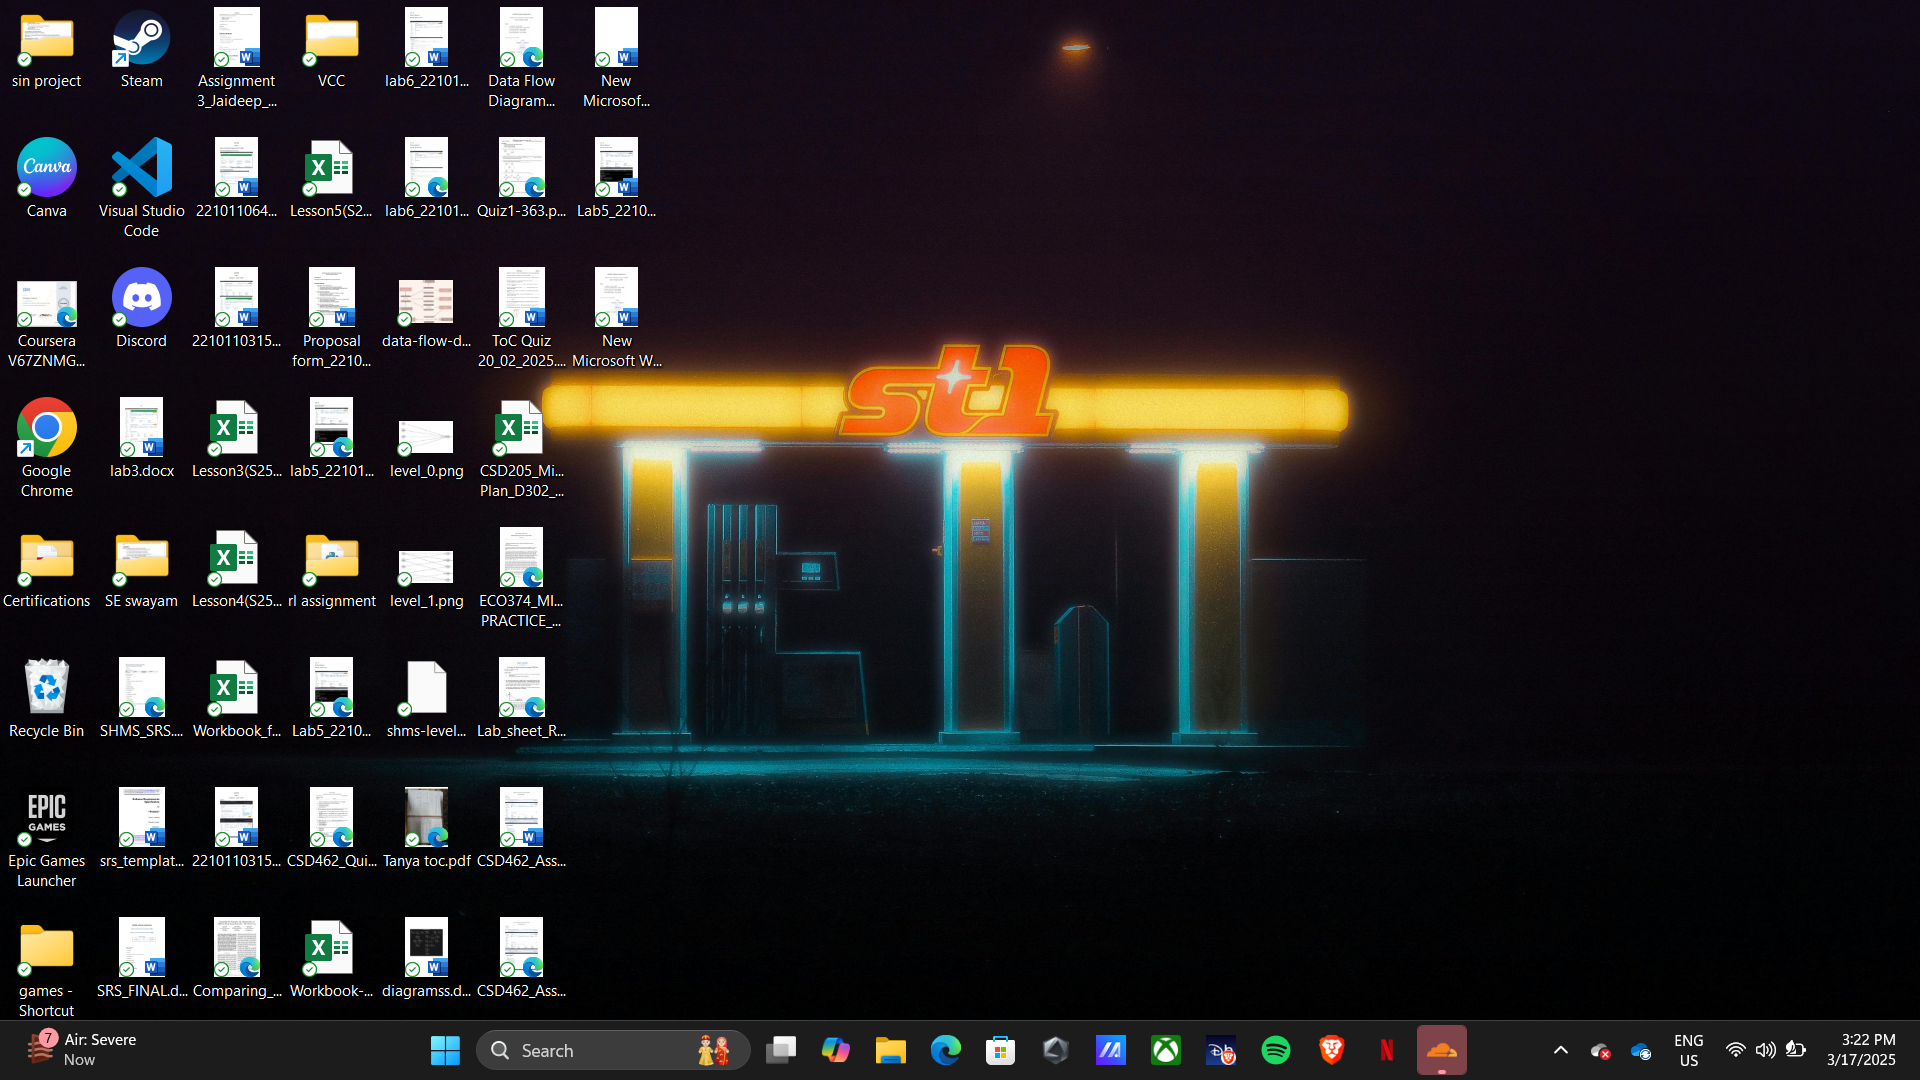 sin project
Steam
Assignment
3_Jaideep_...
VCC
lab6_22101...
Data Flow
Diagram...
New
Microsof...
Canva
Canva
Visual Studio
Code
221011064...
Lesson5(S2...
lab6_22101...
Quiz1-363.p...
Lab5_2210...
Coursera
V67ZNMG...
Discord
2210110315...
Proposal
form_2210...
data-flow-d...
ToC Quiz
20_02_2025....
New
Microsoft W...
st1
Google
Chrome
lab3.docx
Lesson3(S25...
lab5_22101...
level_0.png
CSD205_Mi...
Plan_D302_...
Certifications
SE swayam
Lesson4(S25...
rl assignment
level_1.png
ECO374_MI...
PRACTICE_...
Recycle Bin
SHMS_SRS....
Workbook_f...
Lab5_2210...
shms-level...
Lab_sheet_R...
EPIC
GAMES
Epic Games
Launcher
srs_templat...
2210110315...
CSD462_Qui...
Tanya toc.pdf
CSD462_Ass...
games -
Shortcut
SRS_FINAL.d...
Comparing_...
Workbook-...
diagramss.d...
CSD462_Ass...
7
Air: Severe
Now
Search
ENG
US
3:22 PM
3/17/2025